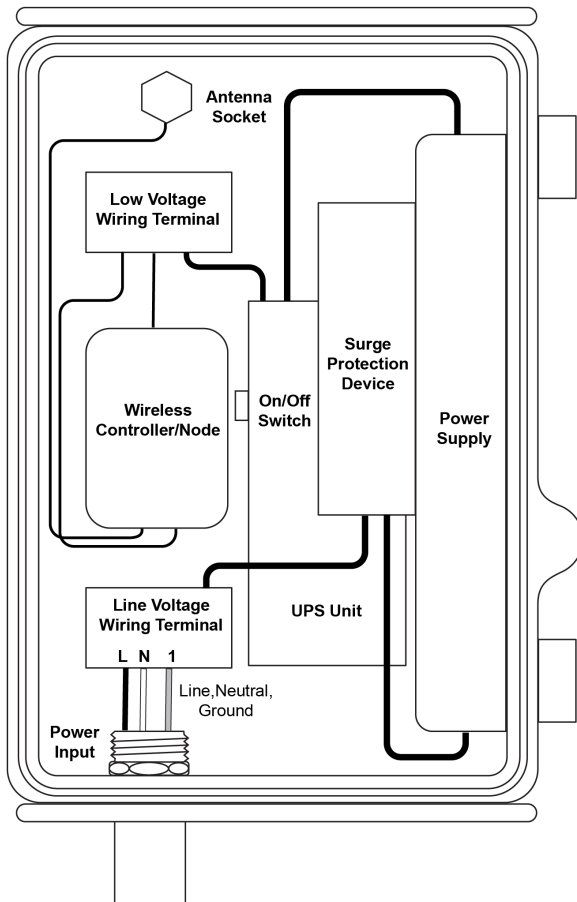 Antenna
Socket
Low Voltage
Wiring Terminal
Surge
Protection
Device
On/Off
Switch
Wireless
Controller/Node
Power
Supply
Line Voltage
Wiring Terminal
UPS Unit
L N 1
Line,Neutral,
Ground
Power
Input